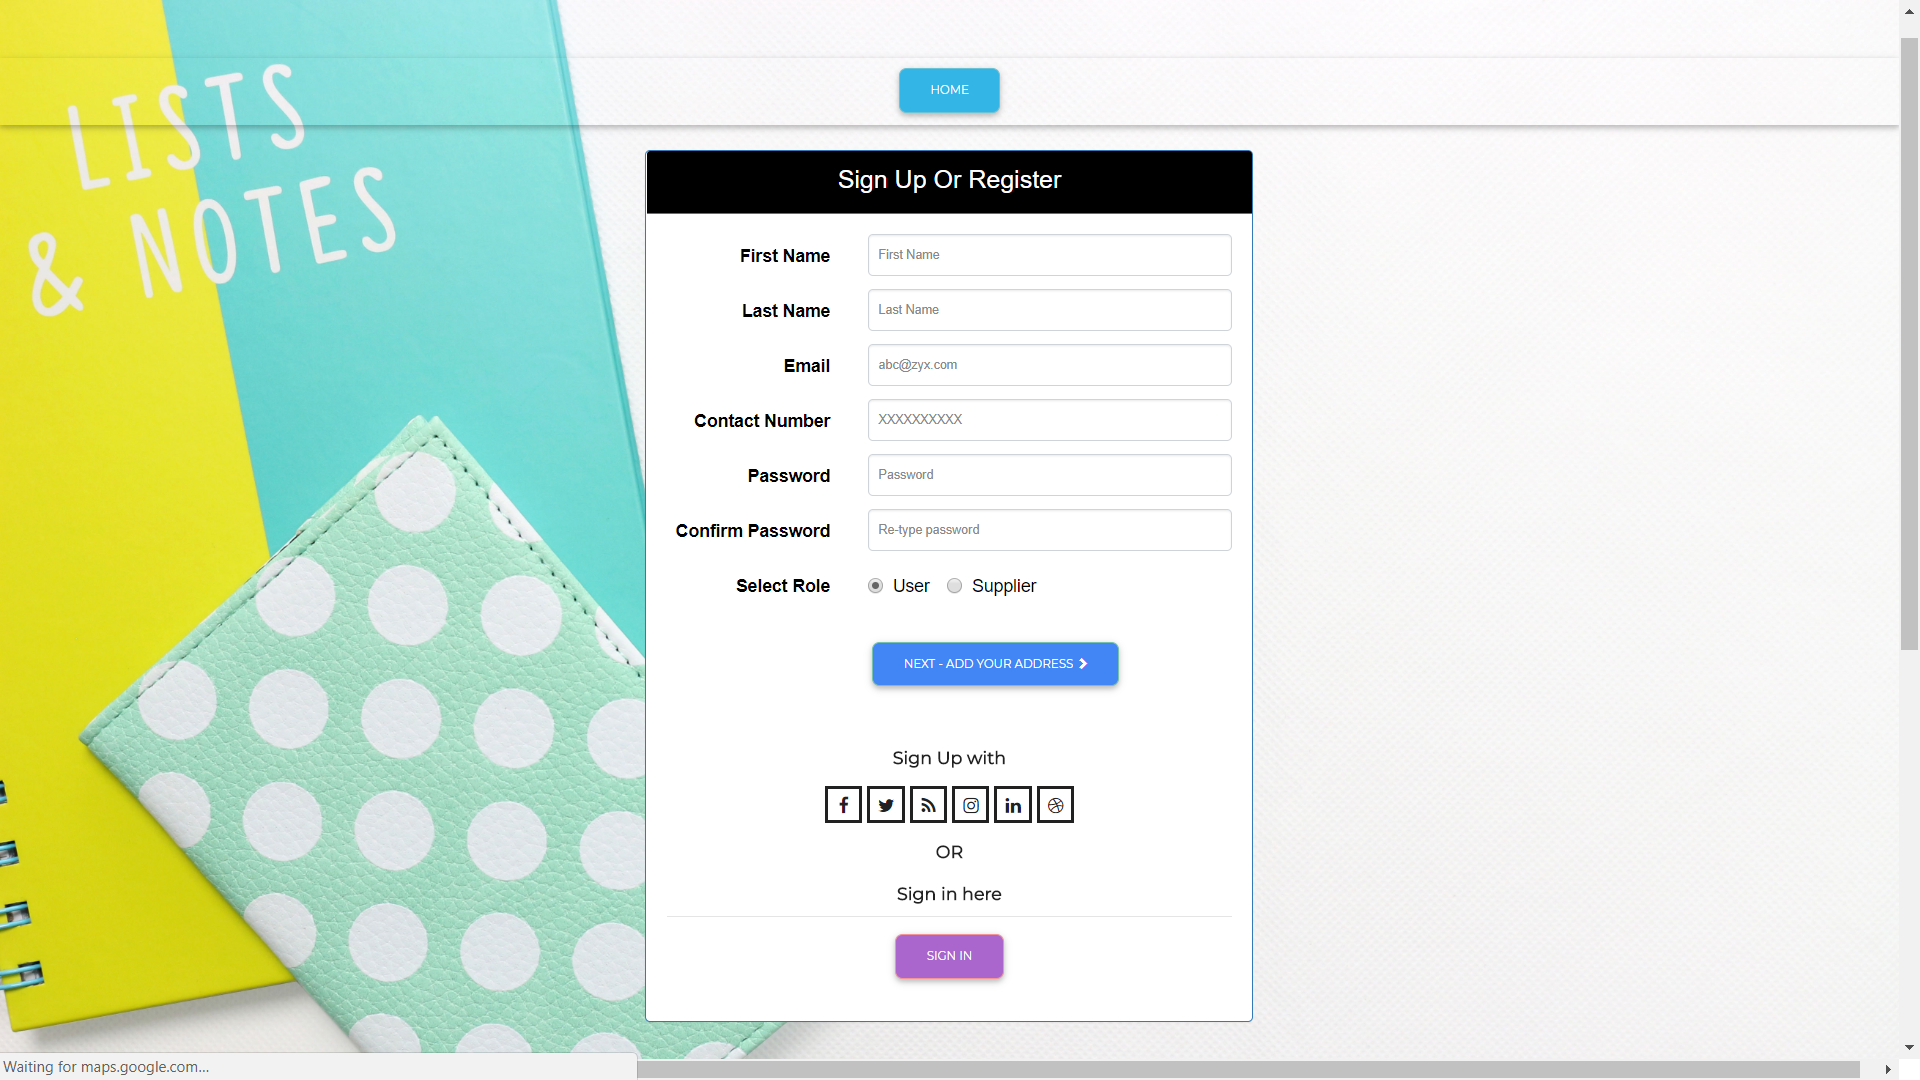 LISTS
& NOTES
HOME
Sign Up Or Register
First Name
First Name
Last Name
Last Name
Email
abc@zyx.com
Contact Number
XXXXXXXXXX
Password
Password
Confirm Password
Re-type password
Select Role
User
Supplier
NEXT - ADD YOUR ADDRESS
Sign Up with
OR
Sign in here
SIGN IN
Waiting for maps.google.com...